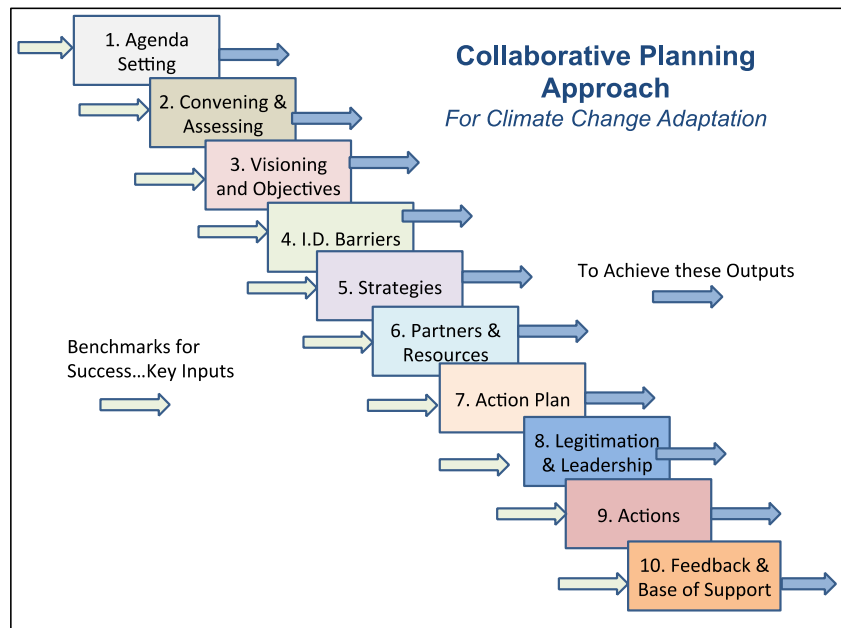 Collaborative Planning
Approach
For Climate Change Adaptation
1. Agenda
Setting
2. Convening &
Assessing
3. Visioning
and Objectives
4. I.D. Barriers
5. Strategies
To Achieve these Outputs
6. Partners &
Resources
Benchmarks for
Success...Key Inputs
7. Action Plan
8. Legitimation
& Leadership
9. Actions
10. Feedback &
Base of Support